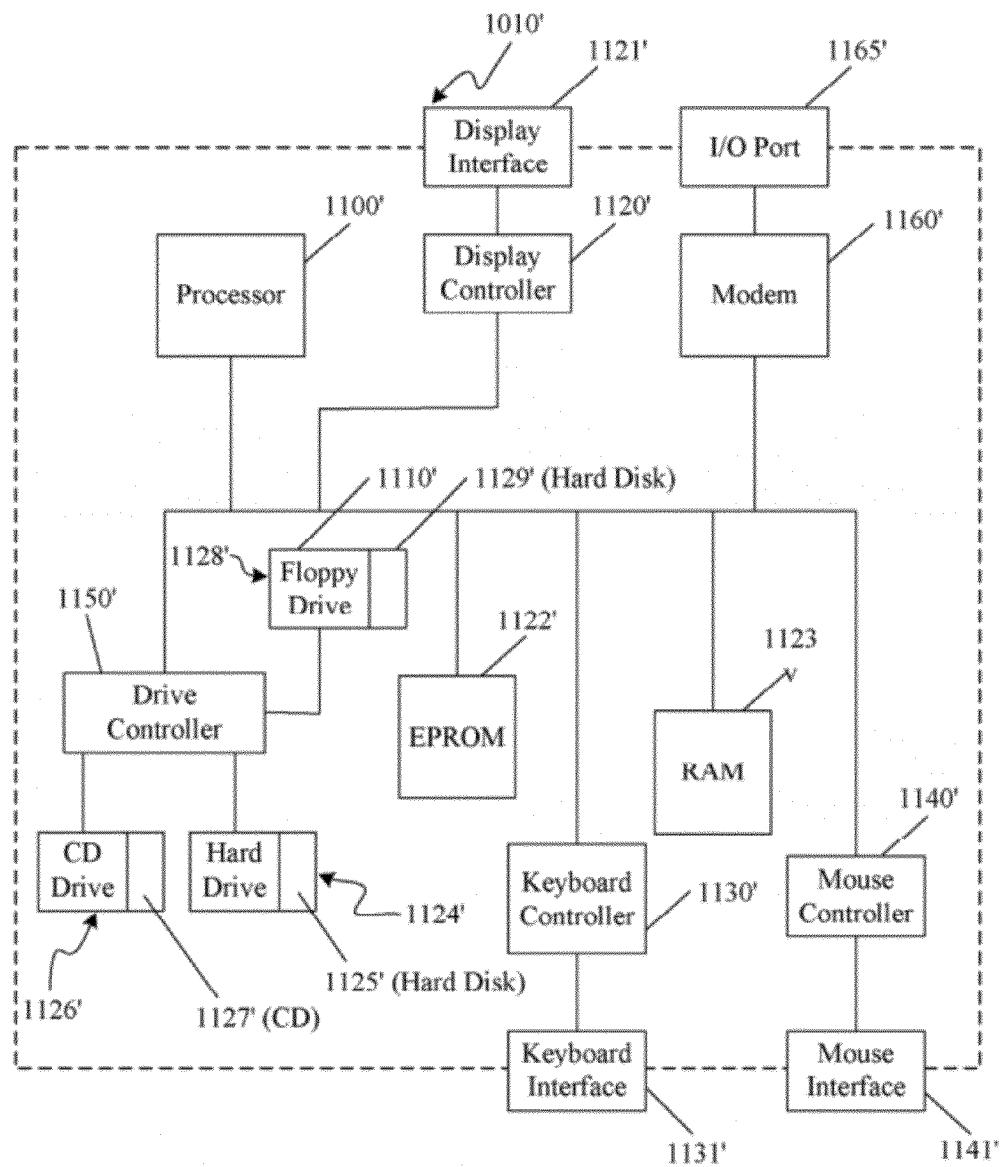 1010'
1121'
1165'
Display
Interface
I/O Port
1100'
1120'
1160'
Processor
Display
Controller
Modem
1110'
1129' (Hard Disk)
1128'
Floppy
Drive
1150'
1122'
1123
v
Drive
Controller
EPROM
RAM
1140'
CD
Drive
Hard
Drive
1124'
Keyboard
Controller
1130'
Mouse
Controller
1125' (Hard Disk)
1126'
1127' (CD)
Keyboard
Interface
Mouse
Interface
1131'
1141'